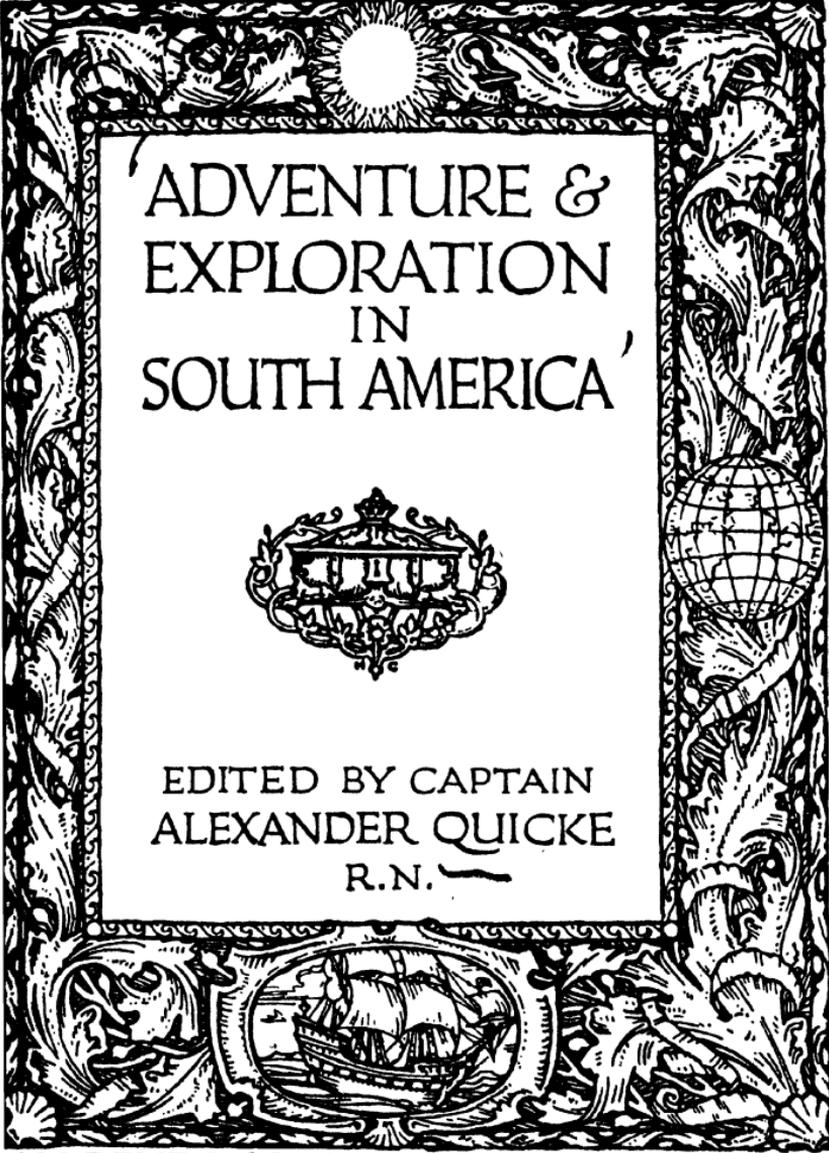 'ADVENTURE &
EXPLORATION
IN
SOUTH AMERICA'
H C
EDITED BY CAPTAIN
ALEXANDER QUICKE
R.N.—